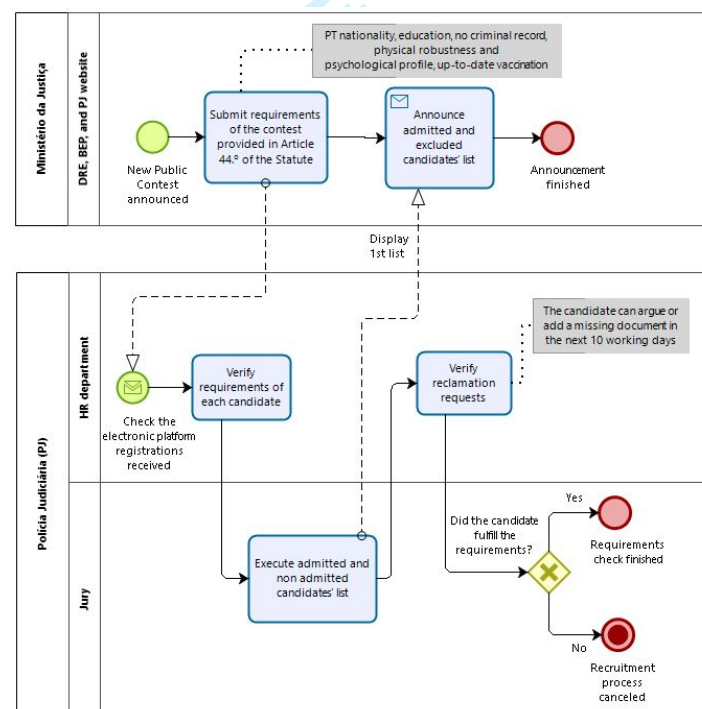 Ministério da Justiça
DRE, BEP, and PJ website
PT nationality, education, no criminal record,
physical robustness and
psychological profile, up-to-date vaccination
New Public
Contest
announced
Submit requirements
of the contest
provided in Article
44.º of the Statute
Announce
admitted and
excluded
candidates' list
Announcement
finished
Display
1st list
Polícia Judiciária (PJ)
HR department
Check the
electronic platform
registrations
received
Verify
requirements of
each candidate
Verify
reclamation
requests
The candidate can argue or
add a missing document in
the next 10 working days
Jury
Execute admitted and
non admitted
candidates' list
Did the candidate
fulfill the
requirements?
Yes
Requirements
check finished
No
Recruitment
process
canceled